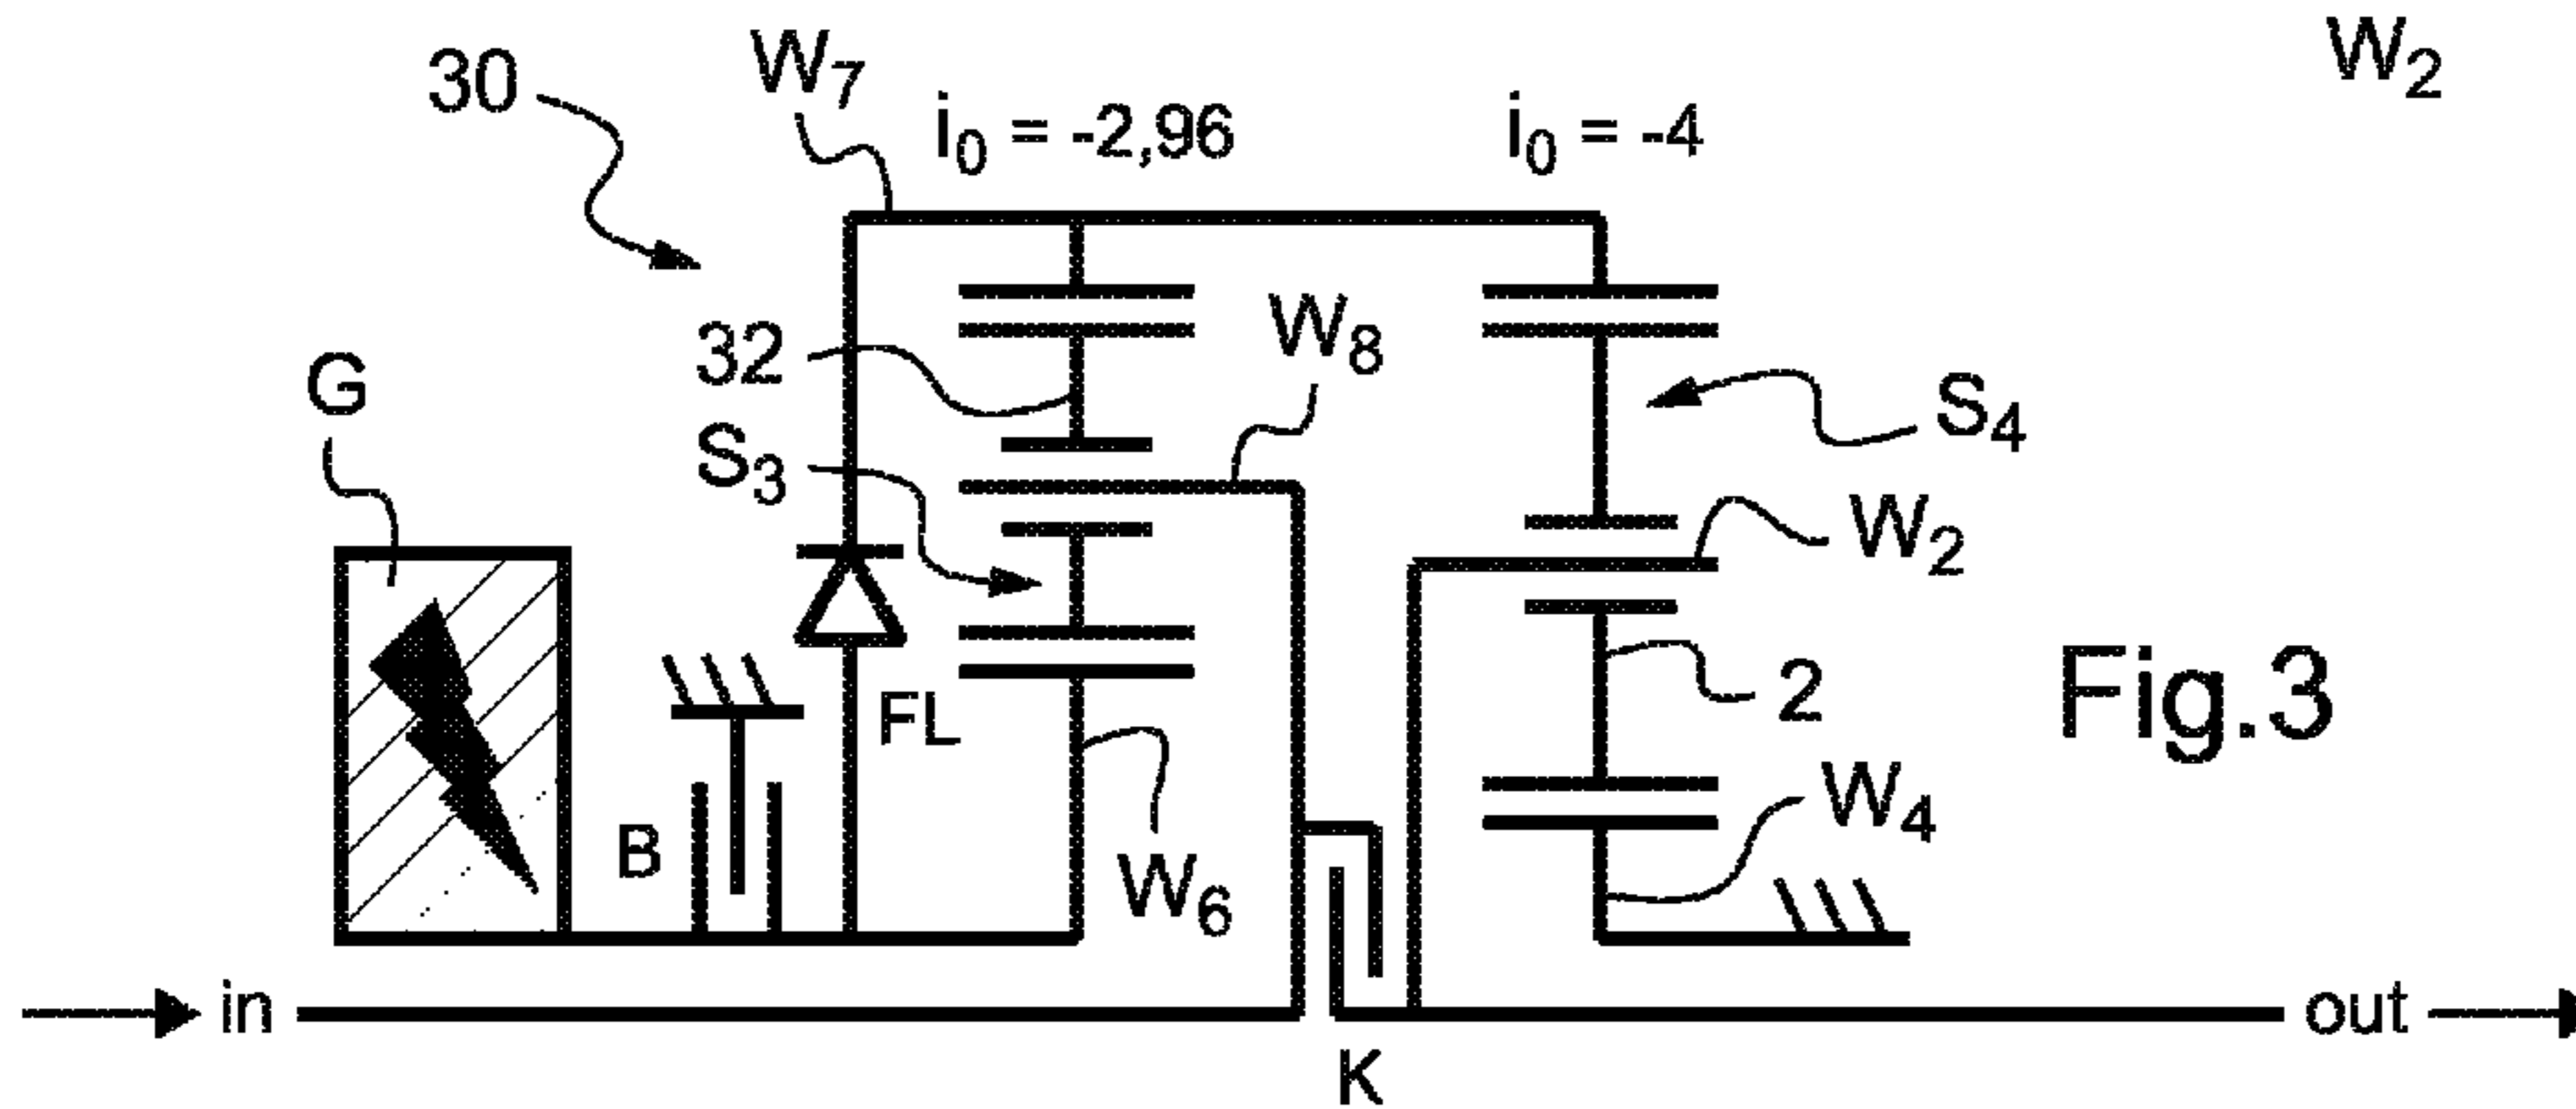 W₂
30
W₇
i₀ = -2,96
i₀ = -4
32
W₈
G
S₃
S₄
W₂
FL
2
Fig.3
B
W₆
W₄
in
out
K